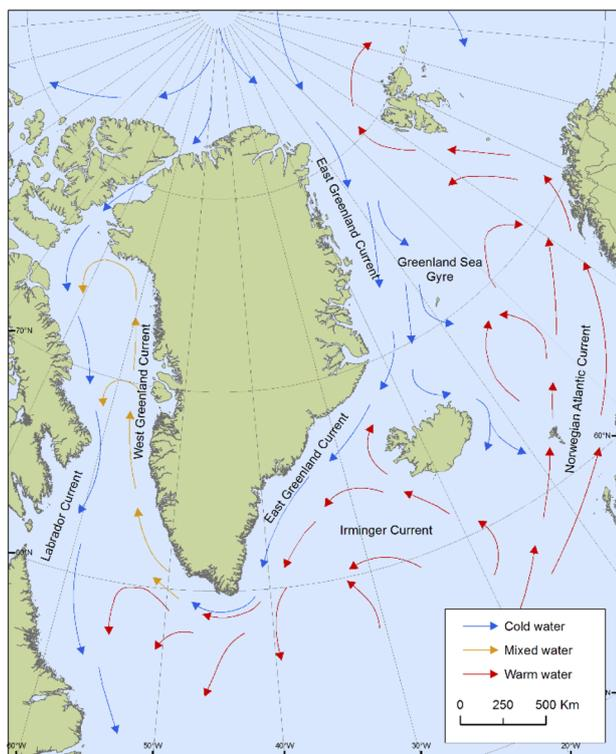 East Greenland Current
Greenland Sea
Gyre
70°N
West Greenland Current
Norwegian Atlantic Current
60°N
East Greenland Current
Labrador Current
Irminger Current
Cold water
Mixed water
Warm water
0 250 500 Km
50°W
40°W
30°W
20°W